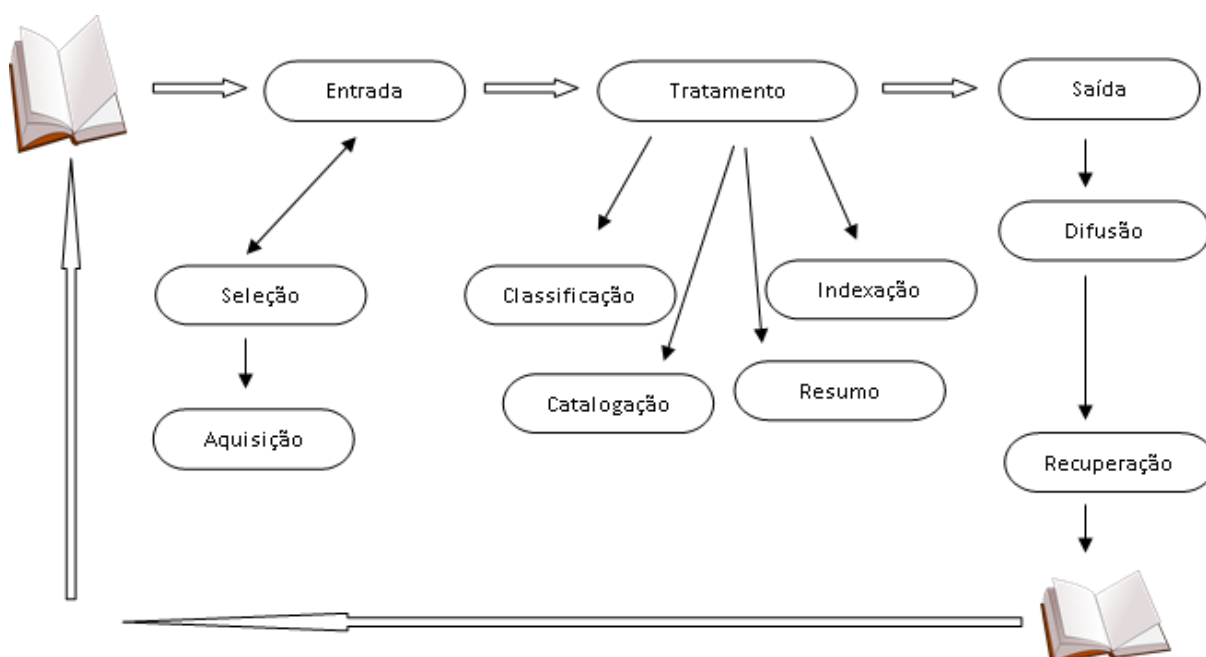 Entrada
Tratamento
Saída
Difusão
Seleção
Classificação
Indexação
Catalogação
Resumo
Aquisição
Recuperação